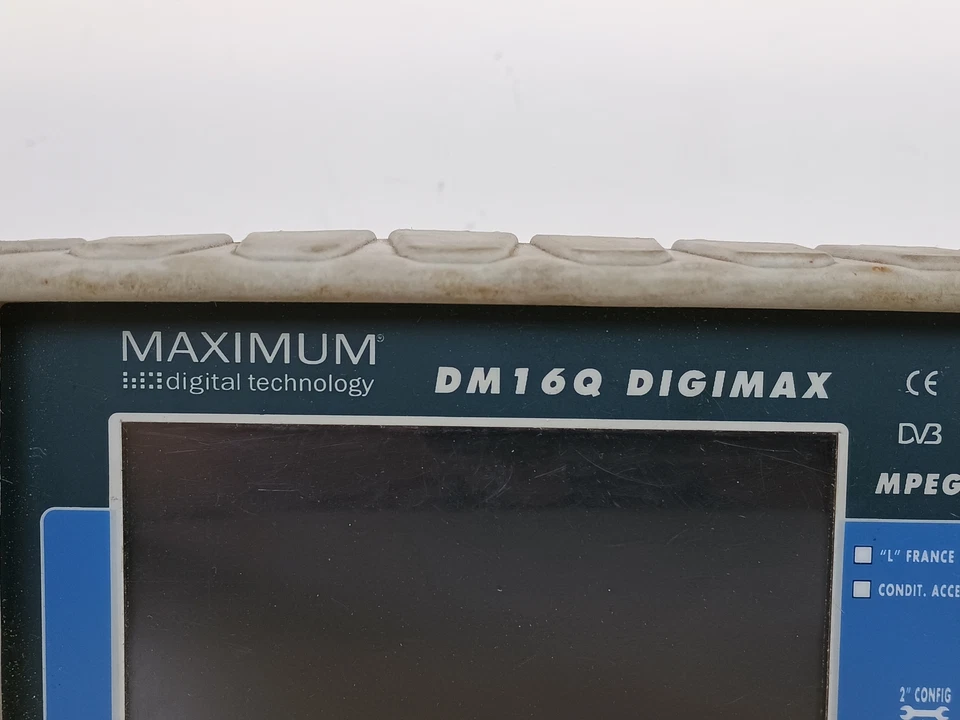 MAXIMUM®
digital technology
DM16Q DIGIMAX
CE
DVB
MPEG
"L" FRANCE
CONDIT. ACCE
2" CONFIG